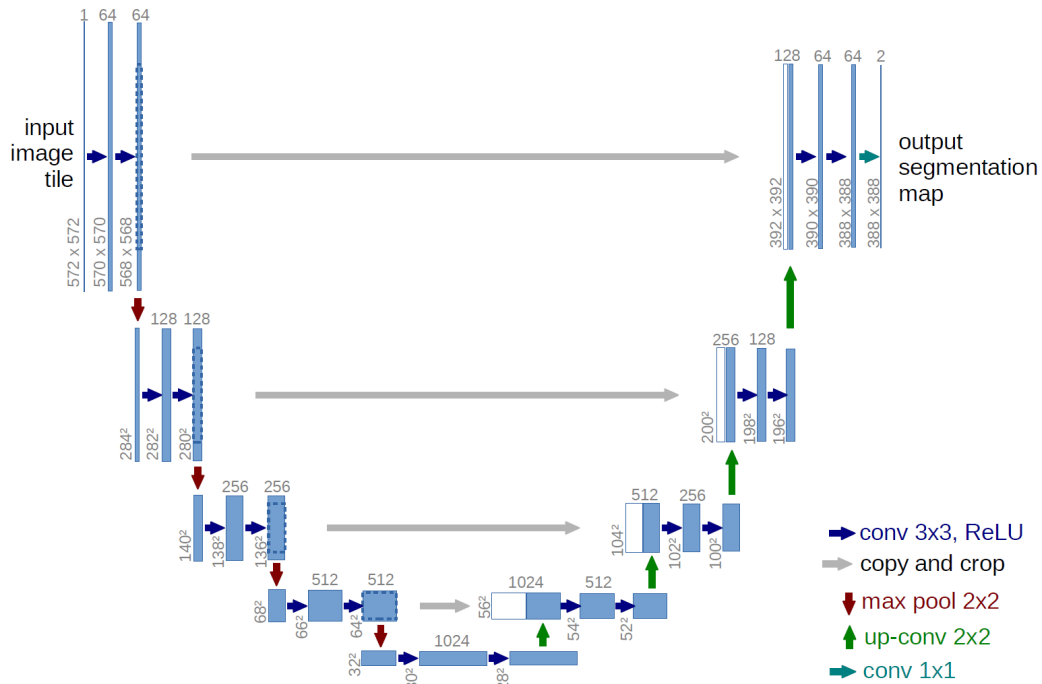 1 64 64
128
64
64
2
input
image
tile
output
segmentation
map
572 x 572
570 x 570
568 x 568
392 x 392
390 x 390
388 x 388
388 x 388
128
128
256
128
284²
282²
280²
200²
198²
196²
256
256
512
256
140²
138²
136²
104²
102²
100²
conv 3x3, ReLU
copy and crop
max pool 2x2
up-conv 2x2
conv 1x1
512
512
1024
512
68²
66²
64²
56²
54²
52²
1024
32²